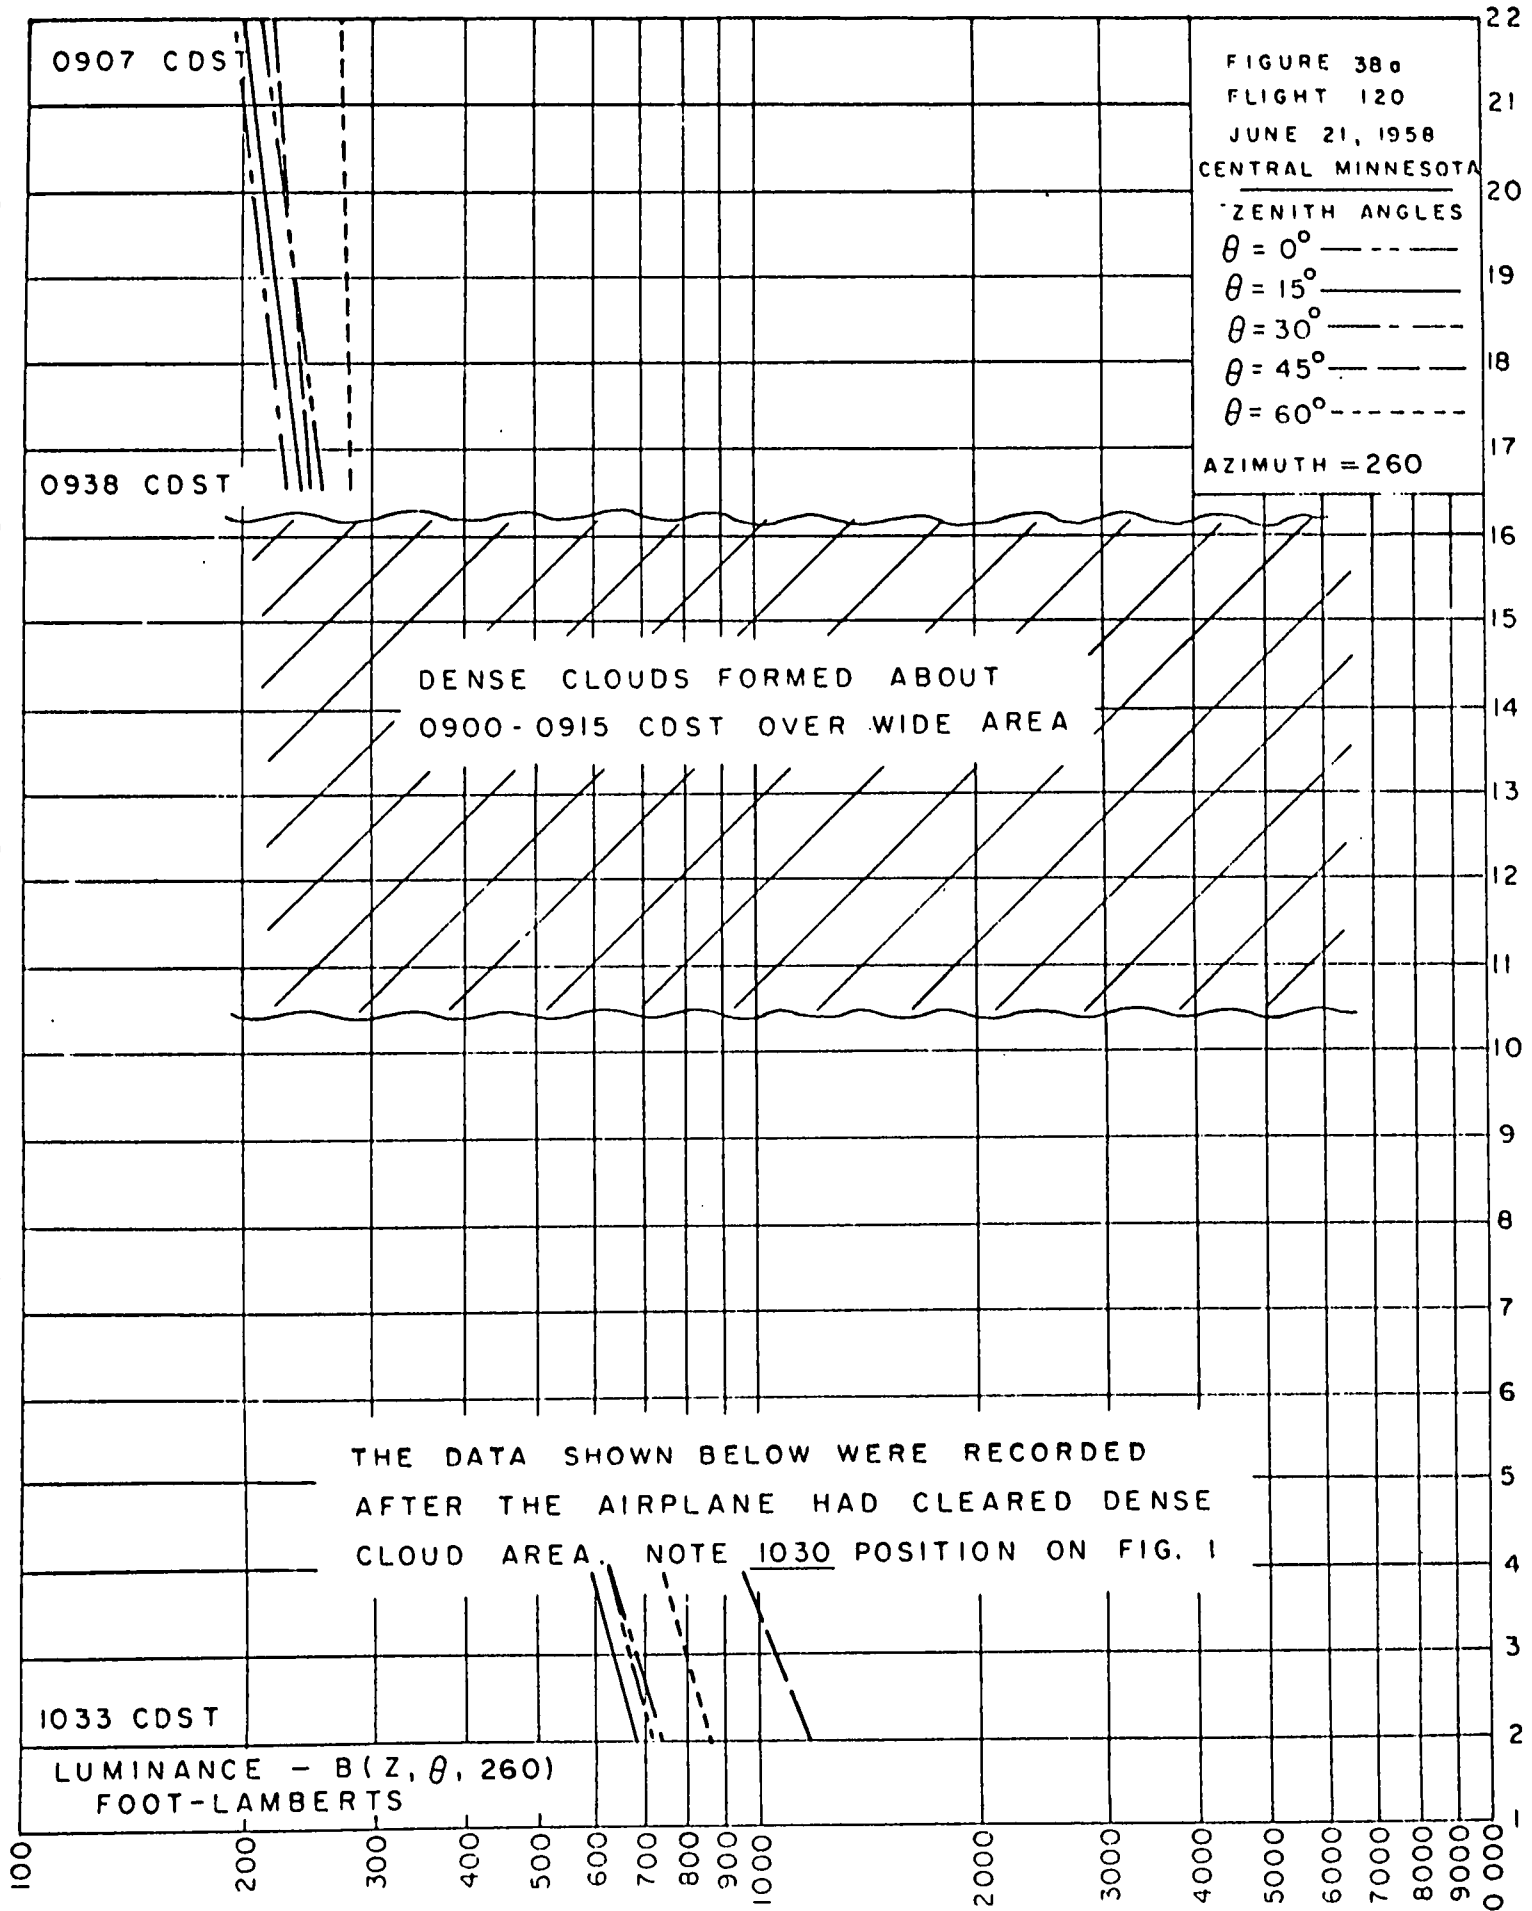 0907 CDST
FIGURE 38a
FLIGHT 120
JUNE 21, 1958
CENTRAL MINNESOTA
ZENITH ANGLES
θ = 0°
θ = 15°
θ = 30°
θ = 45°
θ = 60°
AZIMUTH = 260
0938 CDST
DENSE CLOUDS FORMED ABOUT
0900-0915 CDST OVER WIDE AREA
THE DATA SHOWN BELOW WERE RECORDED
AFTER THE AIRPLANE HAD CLEARED DENSE
CLOUD AREA. NOTE 1030 POSITION ON FIG. 1
1033 CDST
LUMINANCE - B(Z, θ, 260)
FOOT-LAMBERTS
22
21
20
19
18
17
16
15
14
13
12
11
10
9
8
7
6
5
4
3
2
1
100
200
300
400
500
600
700
800
900
1000
2000
3000
4000
5000
6000
7000
8000
9000
0000